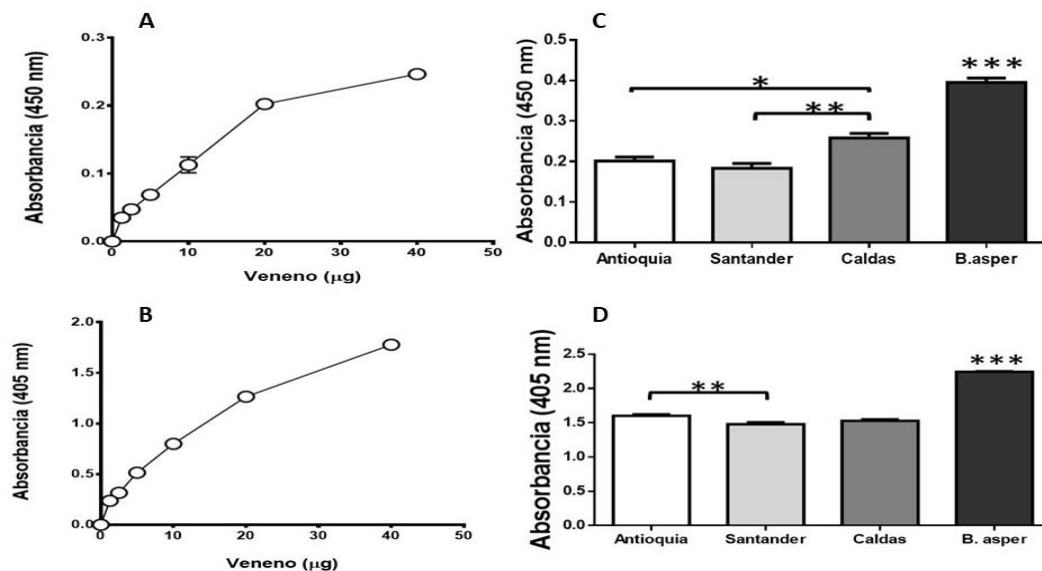 A
Absorbancia (450 nm)
0.3
0.2
0.1
0.0
0 10 20 30 40 50
Veneno (μg)
C
Absorbancia (450 nm)
0.5
0.4
0.3
0.2
0.1
0.0
*
**
***
Antioquia Santander Caldas B.asper
B
Absorbancia (405 nm)
2.0
1.5
1.0
0.5
0.0
0 10 20 30 40 50
Veneno (μg)
D
Absorbancia (405 nm)
2.5
2.0
1.5
1.0
0.5
0.0
**
***
Antioquia Santander Caldas B. asper